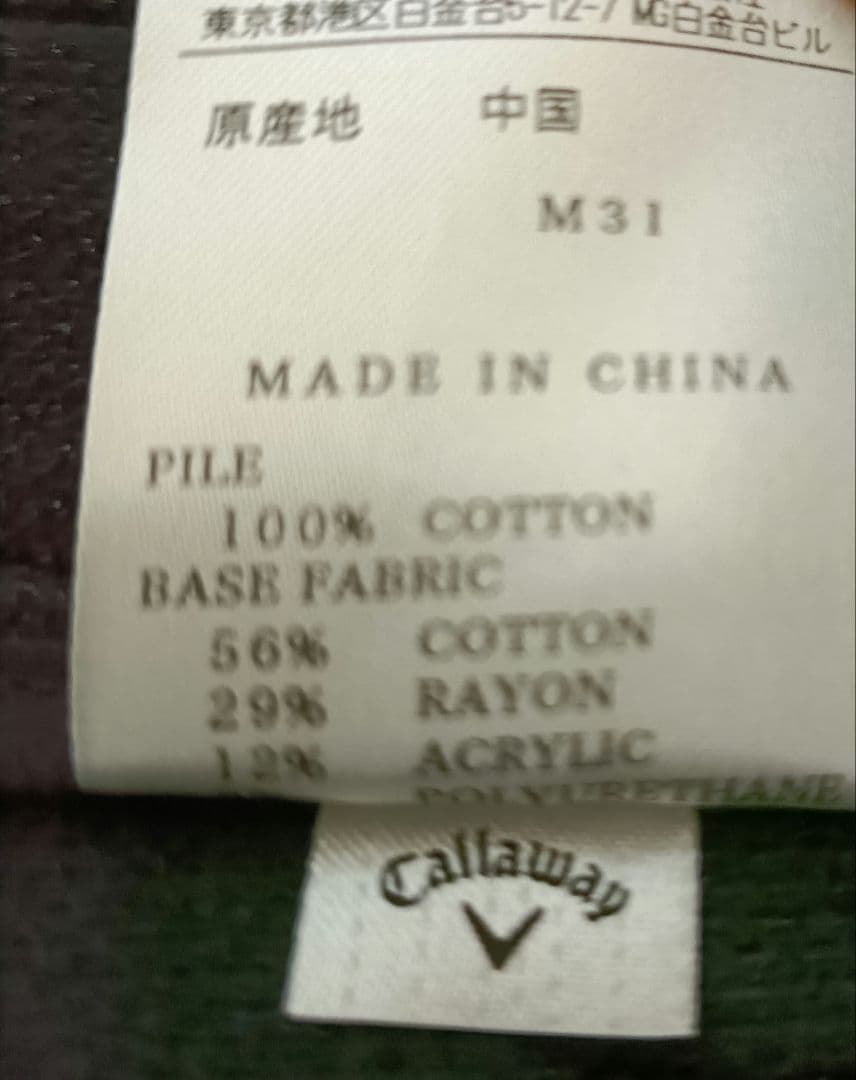 東京都港区白金台5-12-7 MG白金台ビル
原産地 中国
M31
MADE IN CHINA
PILE
100% COTTON
BASE FABRIC
56% COTTON
29% RAYON
12% ACRYLIC
POLYURETHANE
Callaway